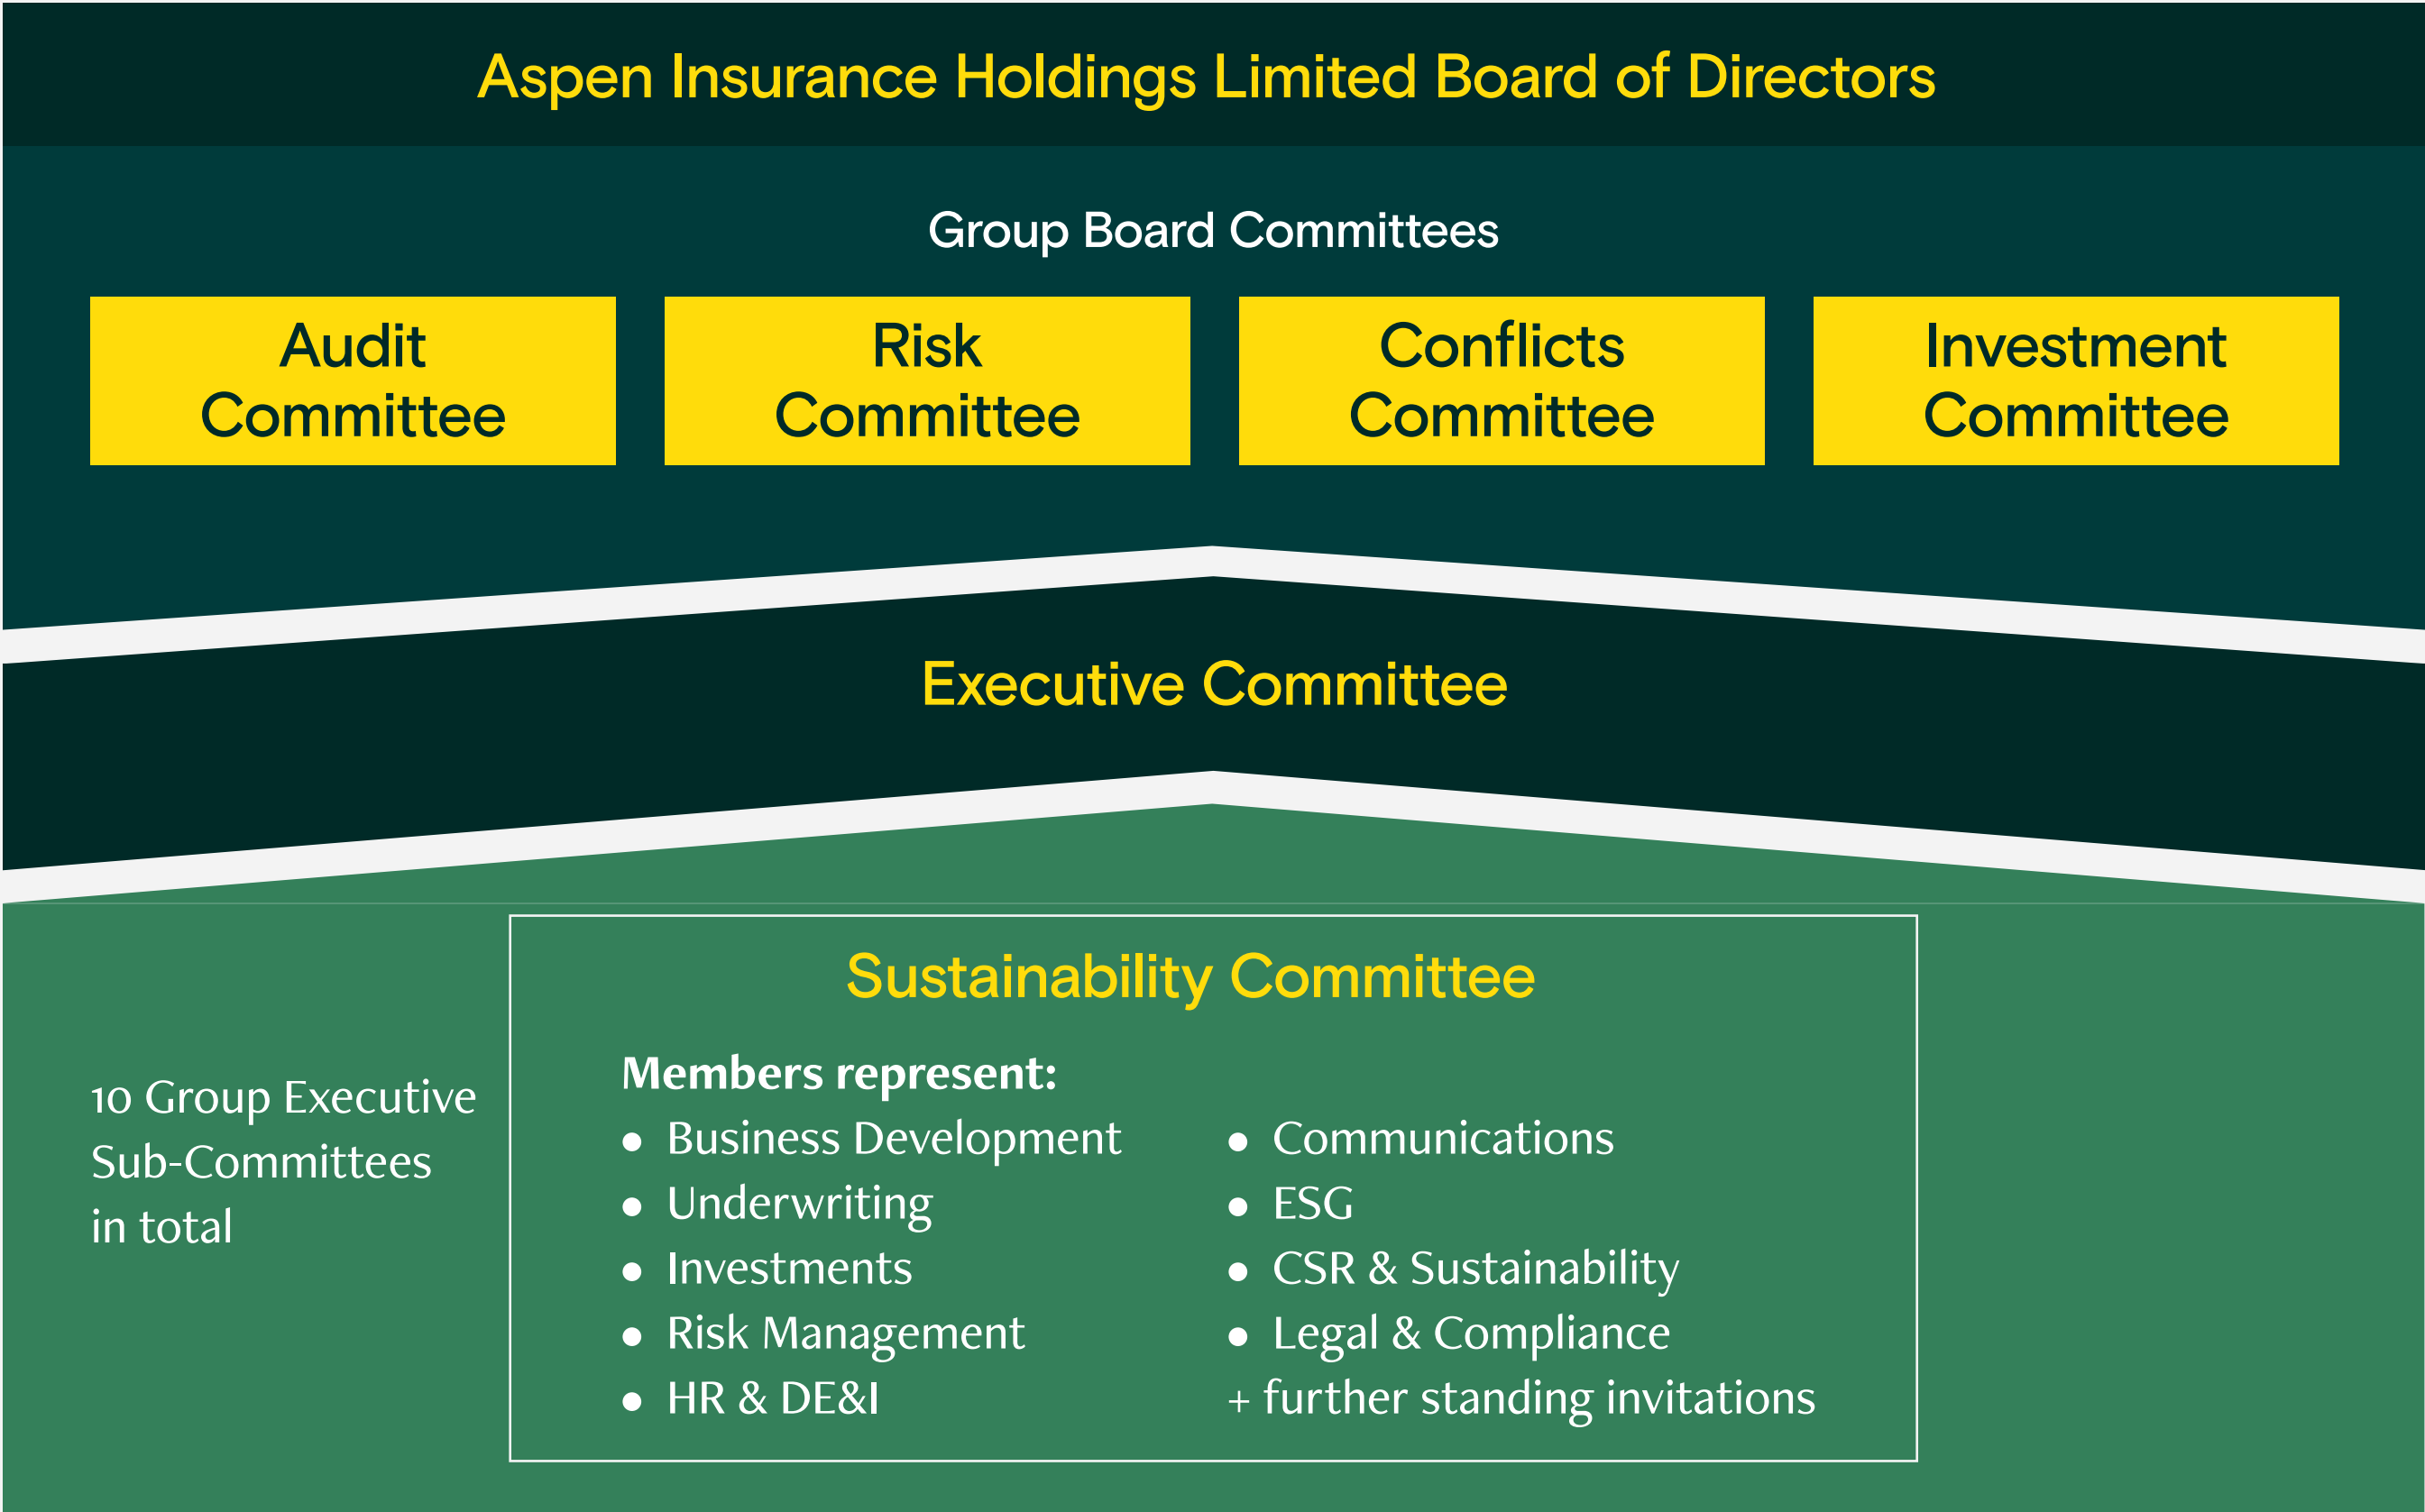 Aspen Insurance Holdings Limited Board of Directors
Group Board Committees
Audit
Committee
Risk
Committee
Conflicts
Committee
Investment
Committee
Executive Committee
10 Group Executive
Sub-Committees
in total
Sustainability Committee
Members represent:
● Business Development
● Underwriting
● Investments
● Risk Management
● HR & DE&I
● Communications
● ESG
● CSR & Sustainability
● Legal & Compliance
+ further standing invitations